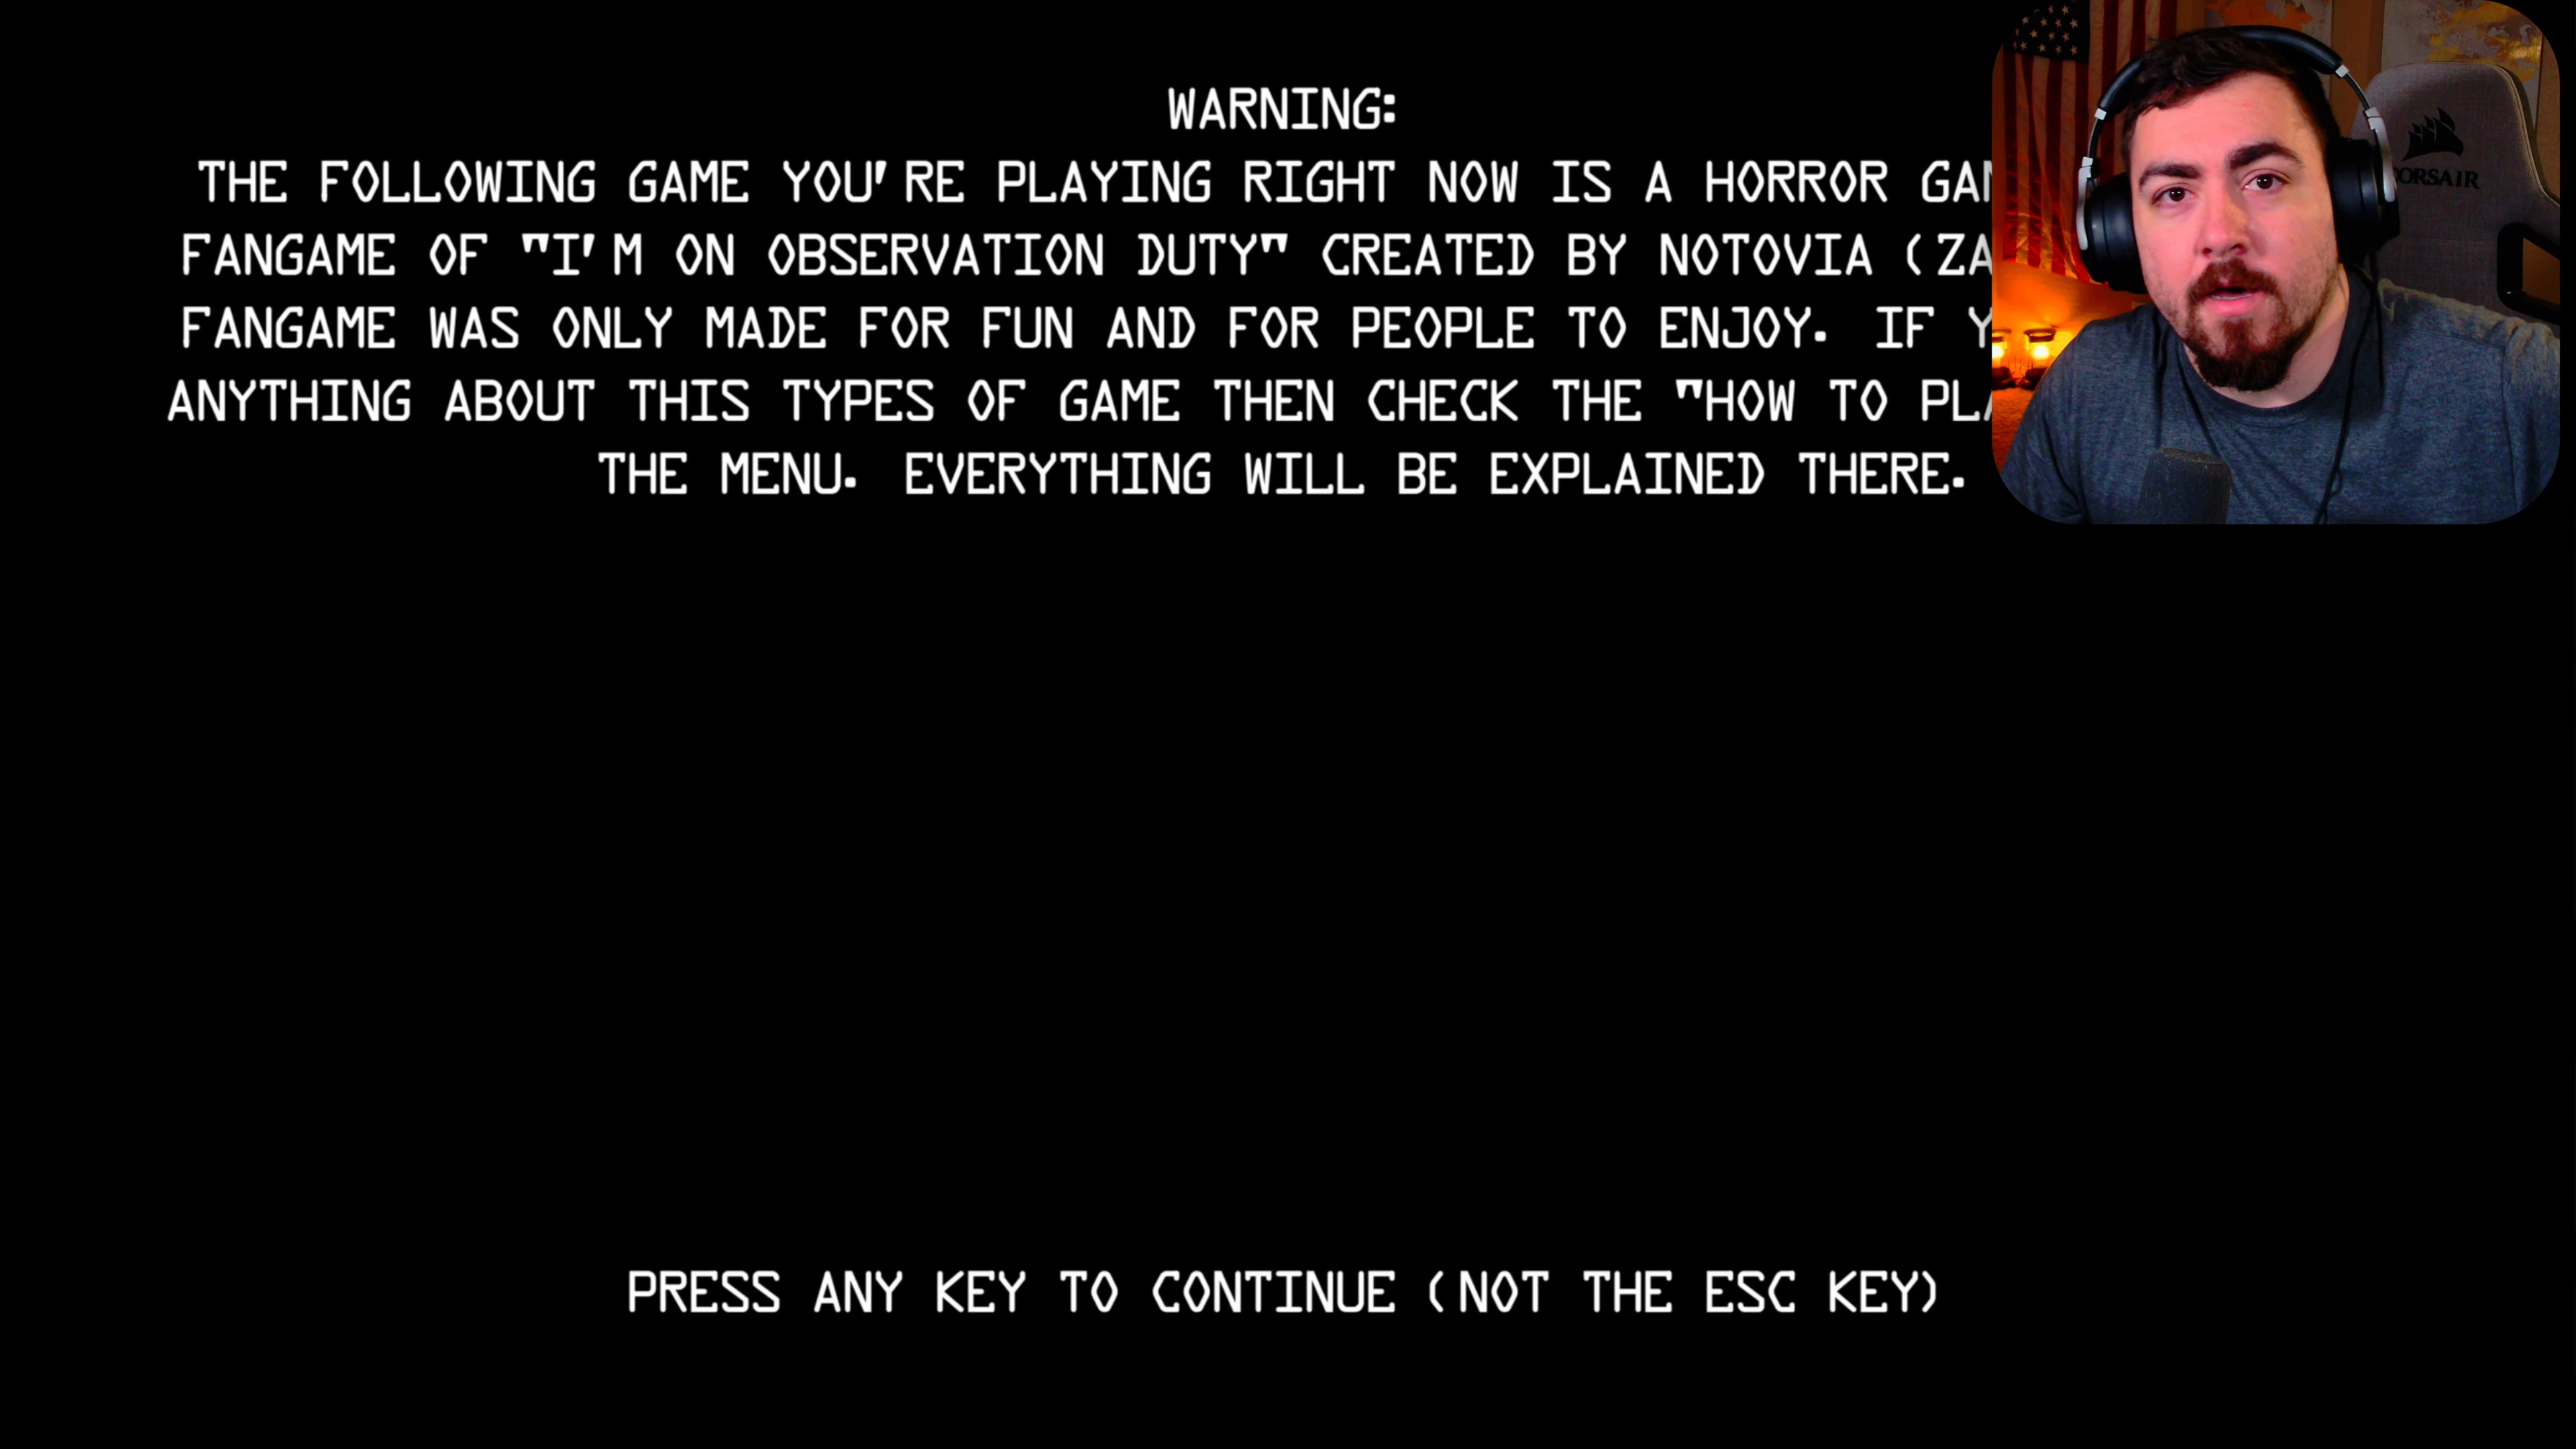 WARNING:
THE FOLLOWING GAME YOU'RE PLAYING RIGHT NOW IS A HORROR
FANGAME OF "I'M ON OBSERVATION DUTY" CREATED BY NOTOVIA
FANGAME WAS ONLY MADE FOR FUN AND FOR PEOPLE TO ENJOY. IF
ANYTHING ABOUT THIS TYPES OF GAME THEN CHECK THE "HOW TO
THE MENU. EVERYTHING WILL BE EXPLAINED THERE.
CORSAIR
PRESS ANY KEY TO CONTINUE (NOT THE ESC KEY)